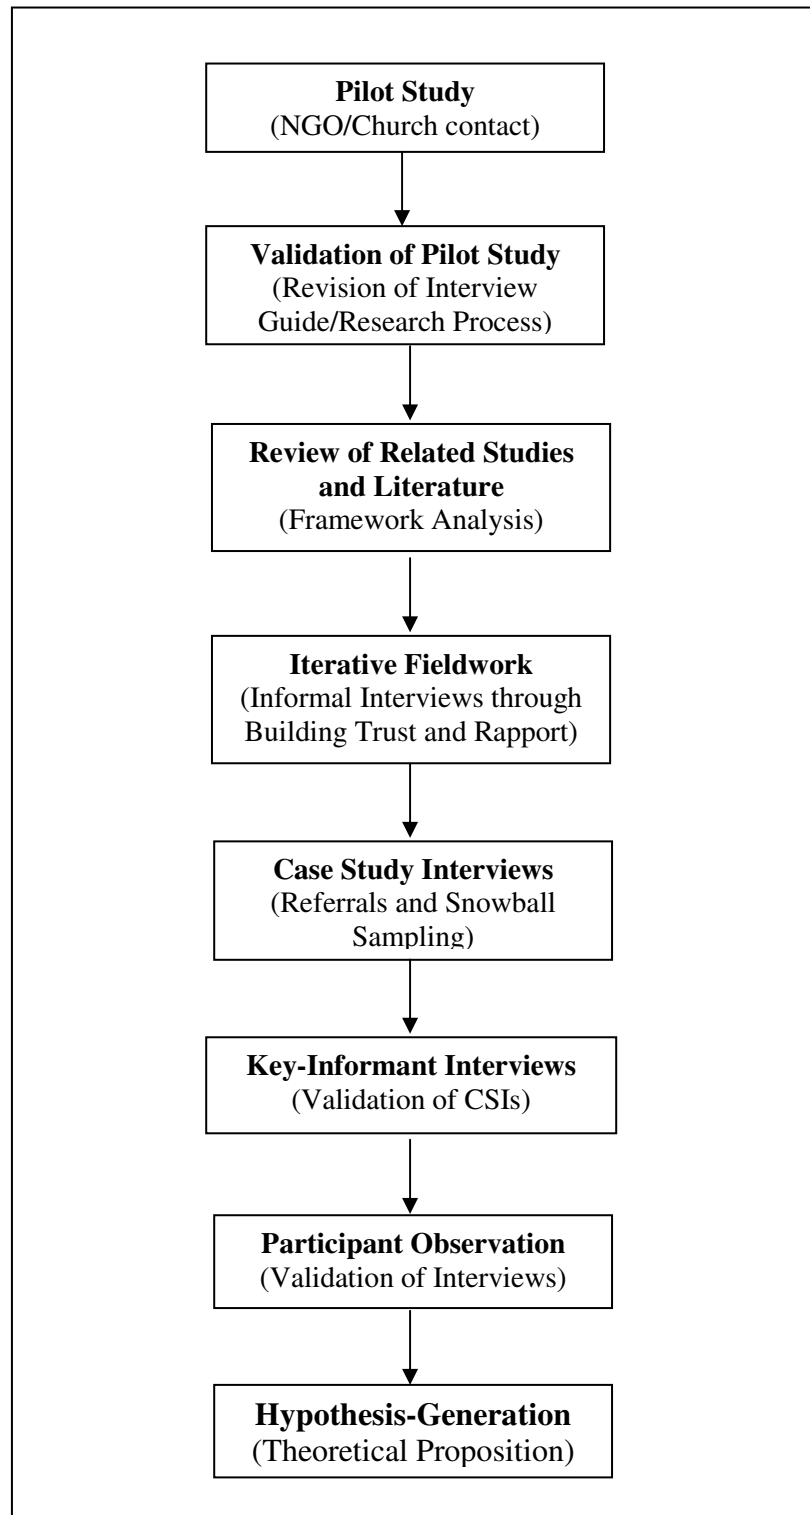 Pilot Study
(NGO/Church contact)
Validation of Pilot Study
(Revision of Interview
Guide/Research Process)
Review of Related Studies
and Literature
(Framework Analysis)
Iterative Fieldwork
(Informal Interviews through
Building Trust and Rapport)
Case Study Interviews
(Referrals and Snowball
Sampling)
Key-Informant Interviews
(Validation of CSIs)
Participant Observation
(Validation of Interviews)
Hypothesis-Generation
(Theoretical Proposition)